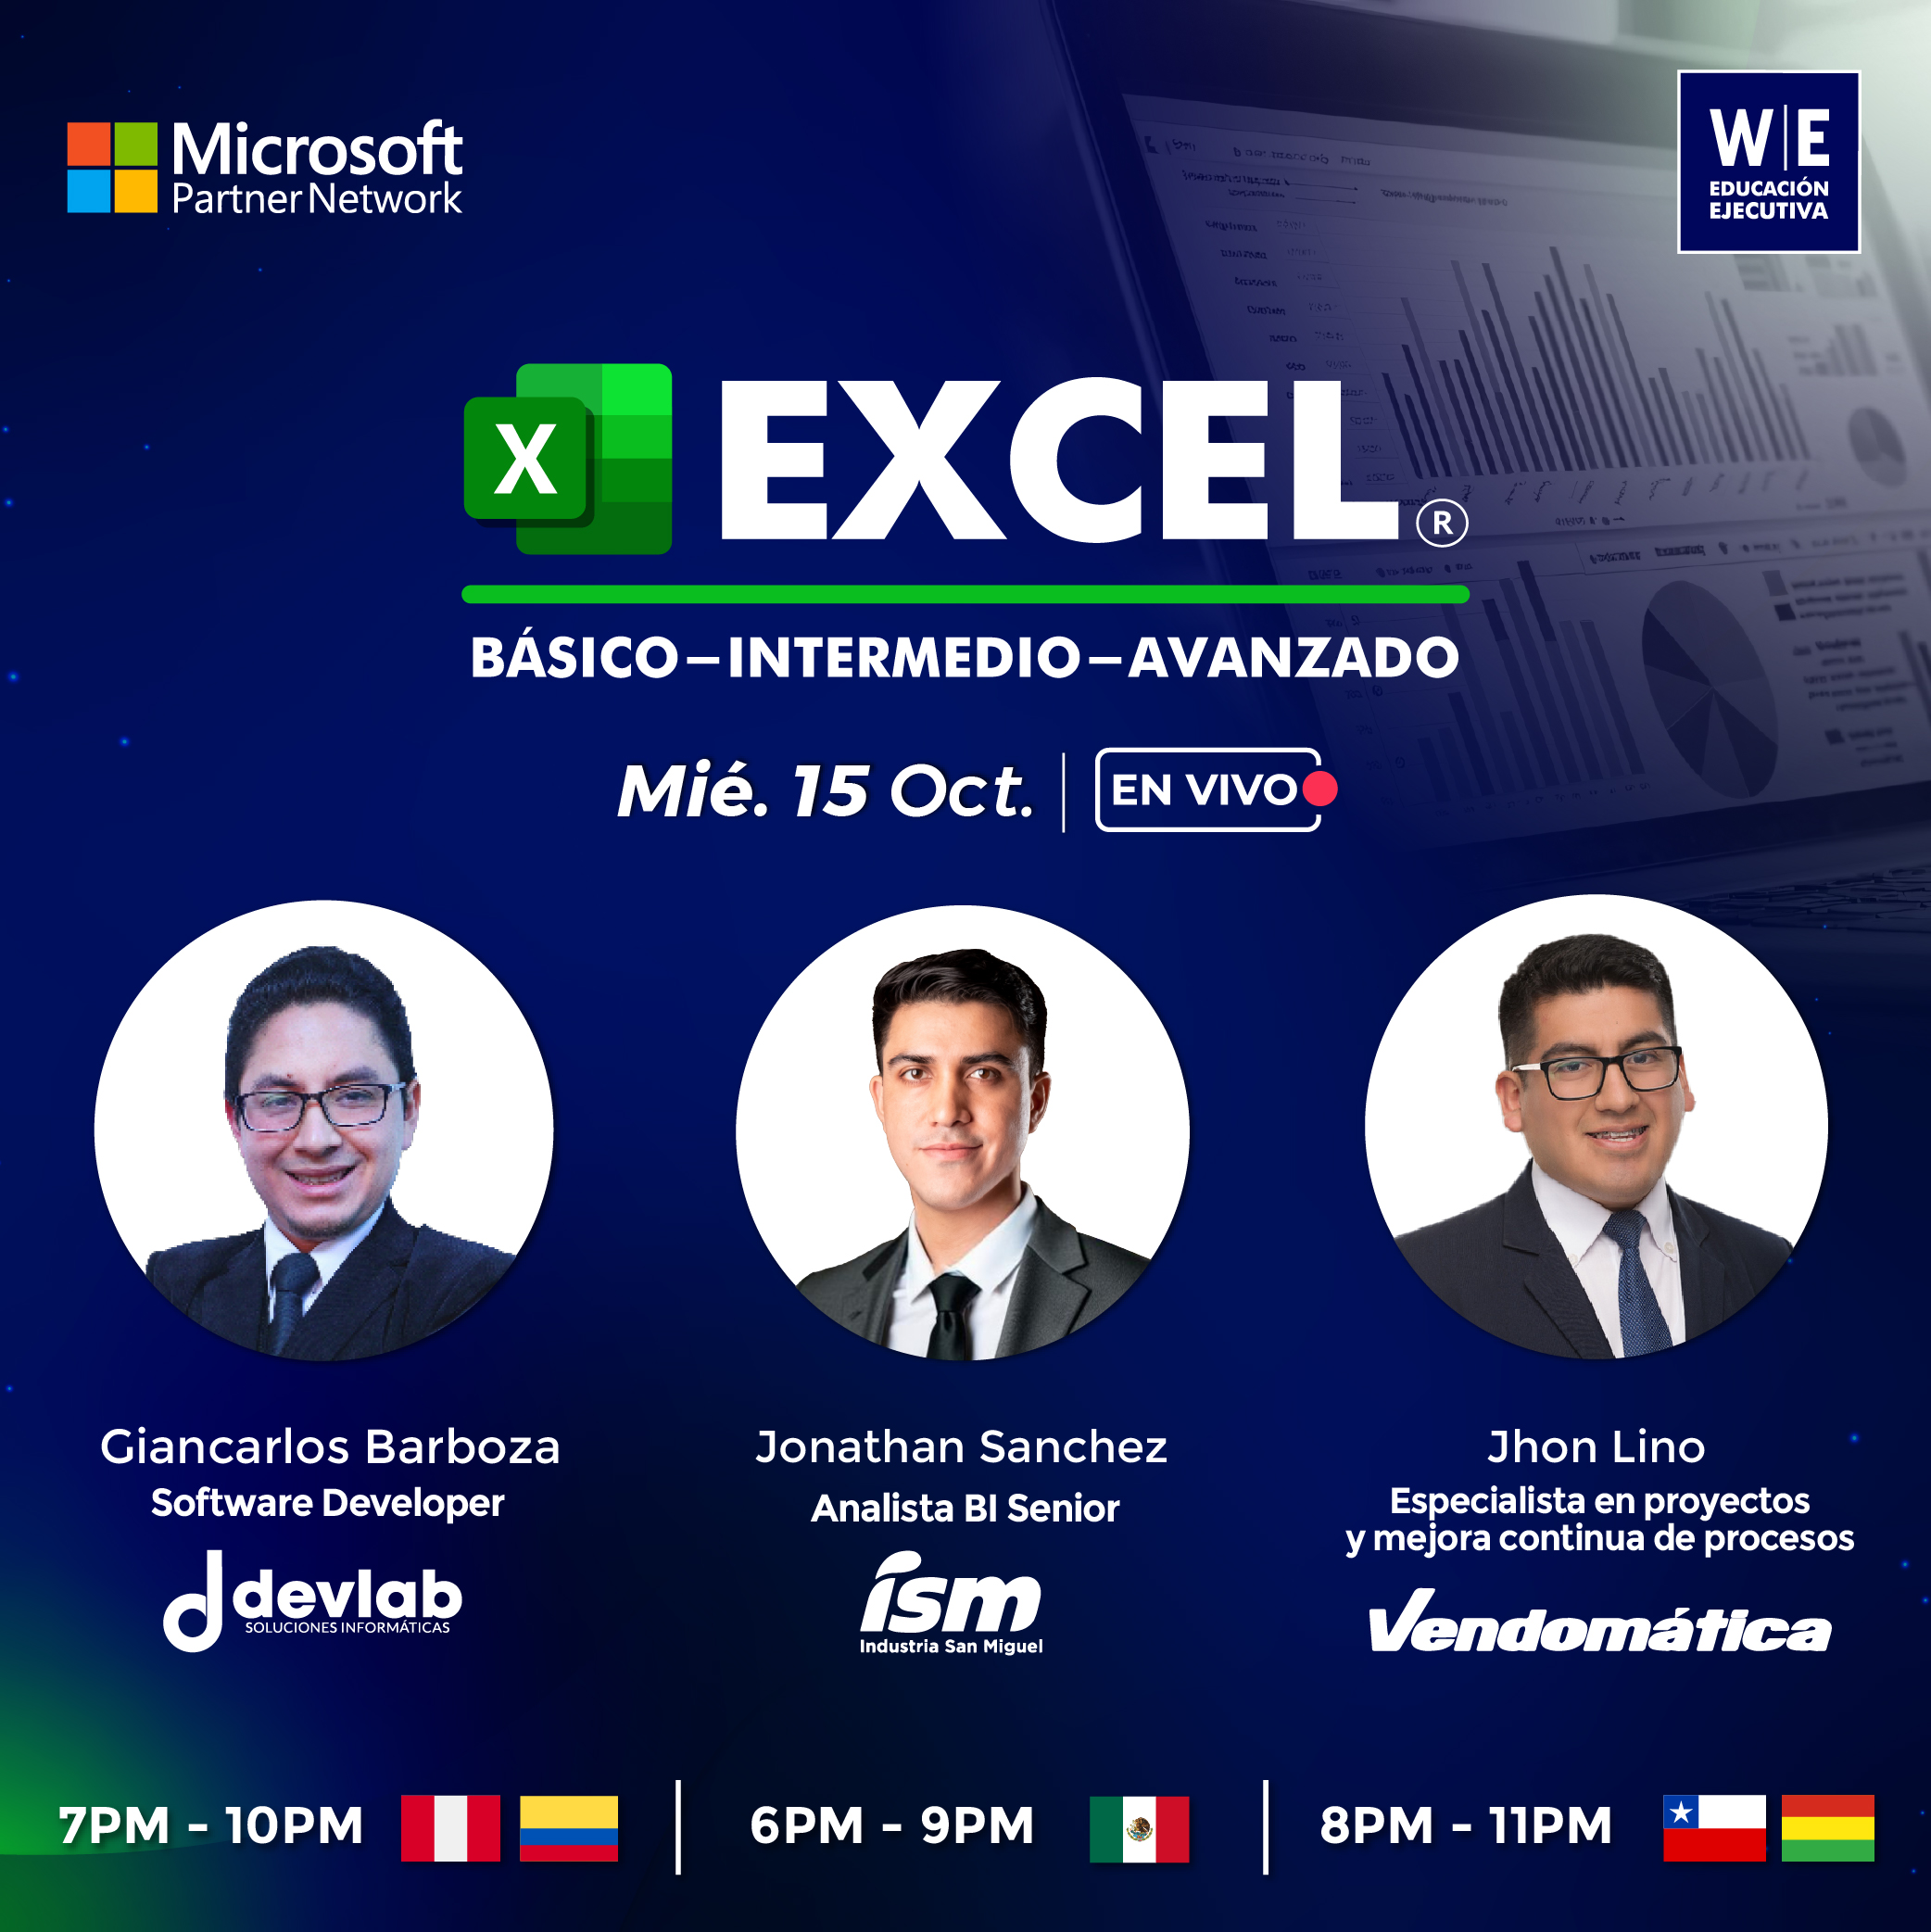 Microsoft
Partner Network
W|E
EDUCACIÓN
EJECUTIVA
X
EXCEL®
BÁSICO—INTERMEDIO—AVANZADO
Mié. 15 Oct.
EN VIVO
Giancarlos Barboza
Software Developer
devlab
SOLUCIONES INFORMÁTICAS
Jonathan Sanchez
Analista BI Senior
ism
Industria San Miguel
Jhon Lino
Especialista en proyectos
y mejora continua de procesos
Vendomática
7PM - 10PM
6PM - 9PM
8PM - 11PM